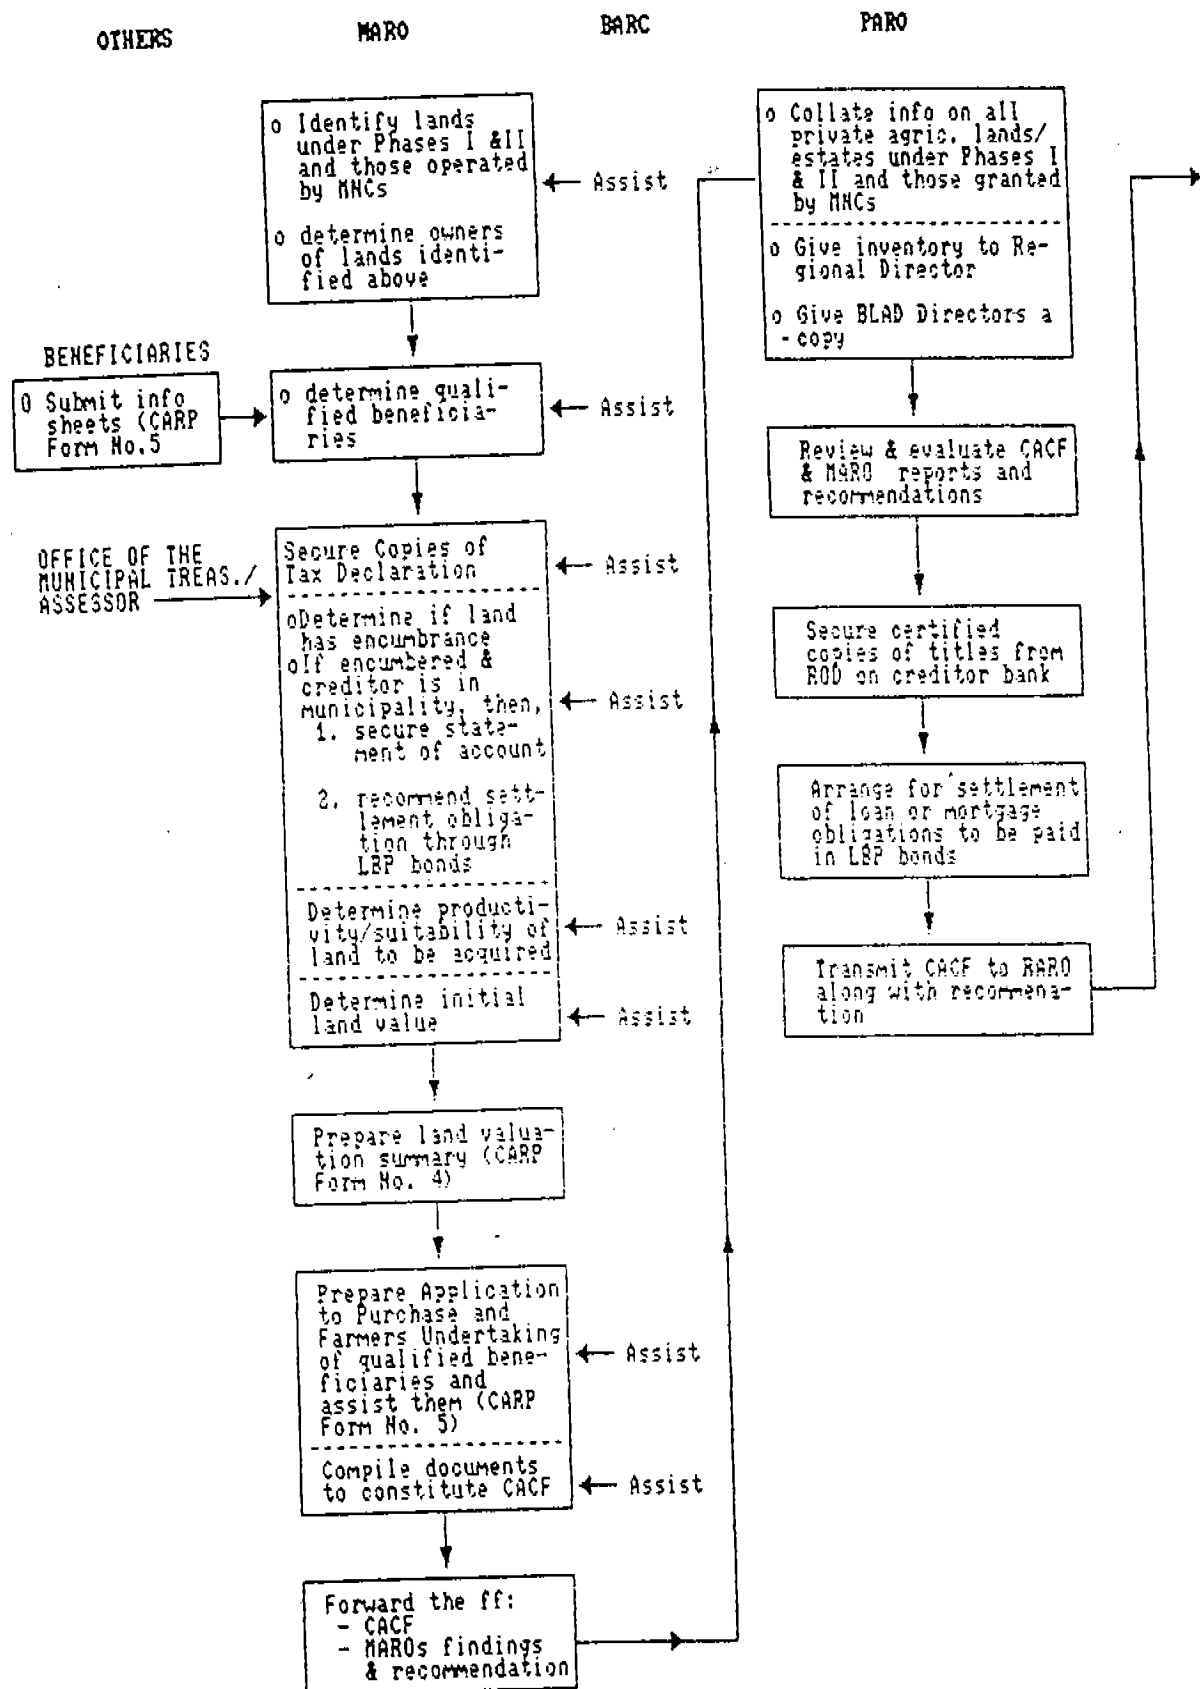 OTHERS MARO BARC PARO
o Identify lands
under Phases I &II
and those operated
by MNCs
o determine owners
of lands identi-
fied above
Assist
BENEFICIARIES
O Submit info
sheets (CARP
Form No.5
o determine quali-
fied beneficia-
ries
Assist
OFFICE OF THE
MUNICIPAL TREAS./
ASSESSOR
Secure Copies of
Tax Declaration
Assist
oDetermine if land
has encumbrance
oIf encumbered &
creditor is in
municipality, then,
1. secure state-
ment of account
2. recommend sett-
lement obliga-
tion through
LBP bonds
Assist
Determine producti-
vity/suitability of
land to be acquired
Assist
Determine initial
land value
Assist
Prepare land valua-
tion summary (CARP
Form No. 4)
Prepare Application
to Purchase and
Farmers Undertaking
of qualified bene-
ficiaries and
assist them (CARP
Form No. 5)
Assist
Compile documents
to constitute CACF
Assist
Forward the ff:
- CACF
- MAROs findings
& recommendation
o Collate info on all
private agric. lands/
estates under Phases I
& II and those granted
by MNCs
o Give inventory to Re-
gional Director
o Give BLAD Directors a
- copy
Review & evaluate CACF
& MARO reports and
recommendations
Secure certified
copies of titles from
ROD on creditor bank
Arrange for settlement
of loan or mortgage
obligations to be paid
in LBP bonds
Transmit CACF to RARO
along with recommena-
tion